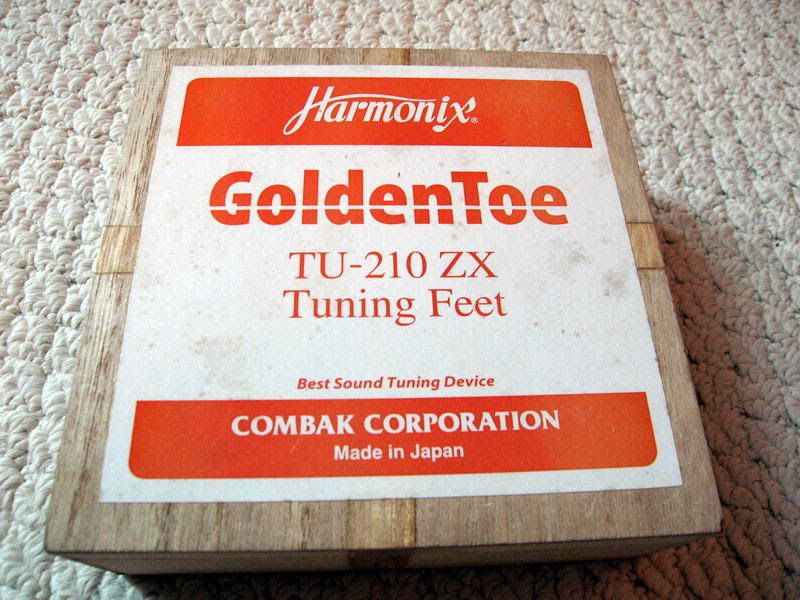 Harmonix®
GoldenToe
TU-210 ZX
Tuning Feet
Best Sound Tuning Device
COMBAK CORPORATION
Made in Japan